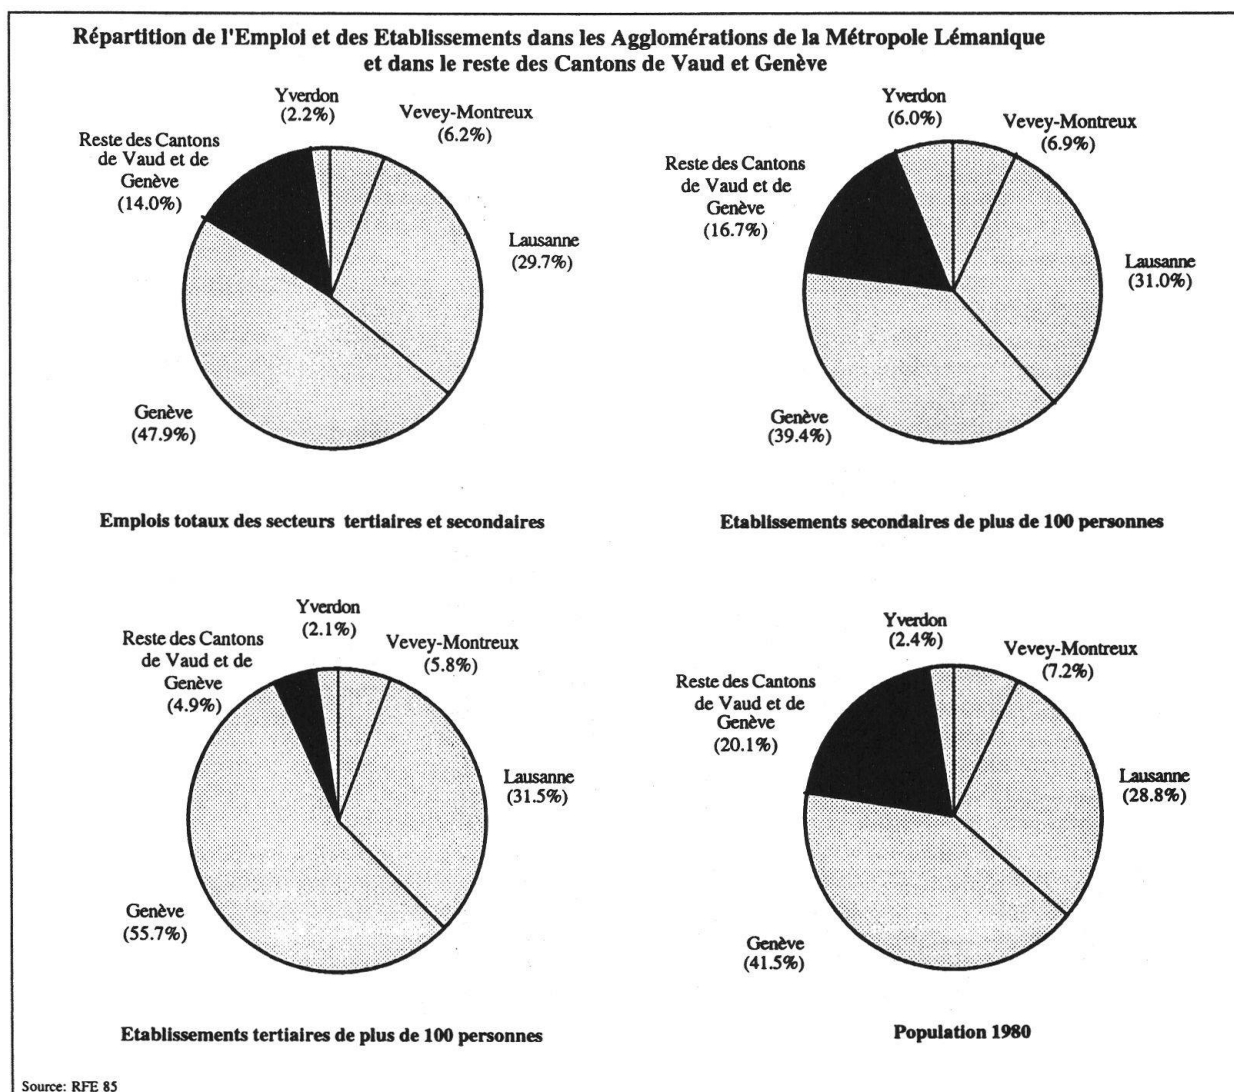 Répartition de l'Emploi et des Etablissements dans les Agglomérations de la Métropole Lémanique
et dans le reste des Cantons de Vaud et Genève
Yverdon
(2.2%)
Vevey-Montreux
(6.2%)
Reste des Cantons
de Vaud et de
Genève
(14.0%)
Lausanne
(29.7%)
Genève
(47.9%)
Emplois totaux des secteurs tertiaires et secondaires
Yverdon
(6.0%)
Vevey-Montreux
(6.9%)
Reste des Cantons
de Vaud et de
Genève
(16.7%)
Lausanne
(31.0%)
Genève
(39.4%)
Etablissements secondaires de plus de 100 personnes
Yverdon
(2.1%)
Vevey-Montreux
(5.8%)
Reste des Cantons
de Vaud et de
Genève
(4.9%)
Lausanne
(31.5%)
Genève
(55.7%)
Etablissements tertiaires de plus de 100 personnes
Yverdon
(2.4%)
Vevey-Montreux
(7.2%)
Reste des Cantons
de Vaud et de
Genève
(20.1%)
Lausanne
(28.8%)
Genève
(41.5%)
Population 1980
Source: RFE 85